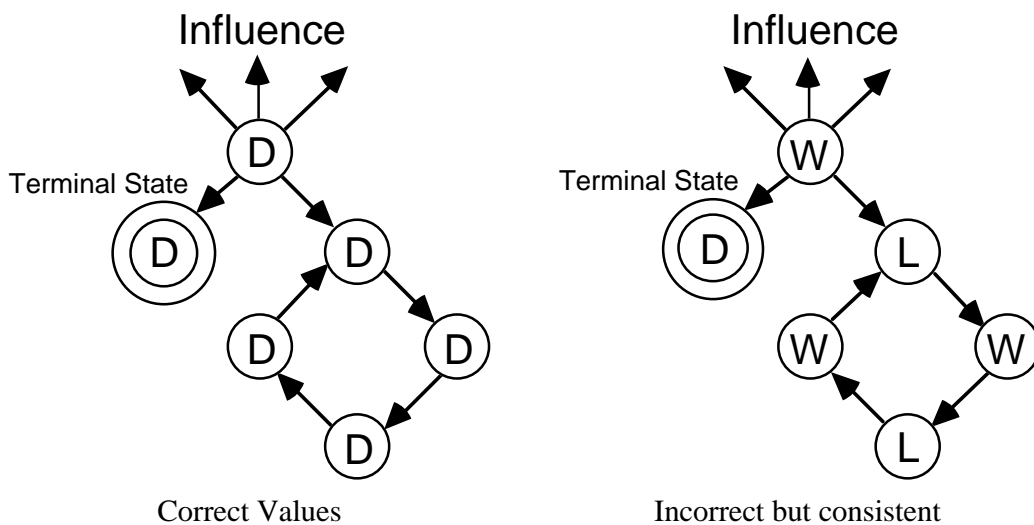 Influence
D
Terminal State
D
D
D
D
D
Correct Values
Influence
W
Terminal State
D
L
W
W
L
Incorrect but consistent